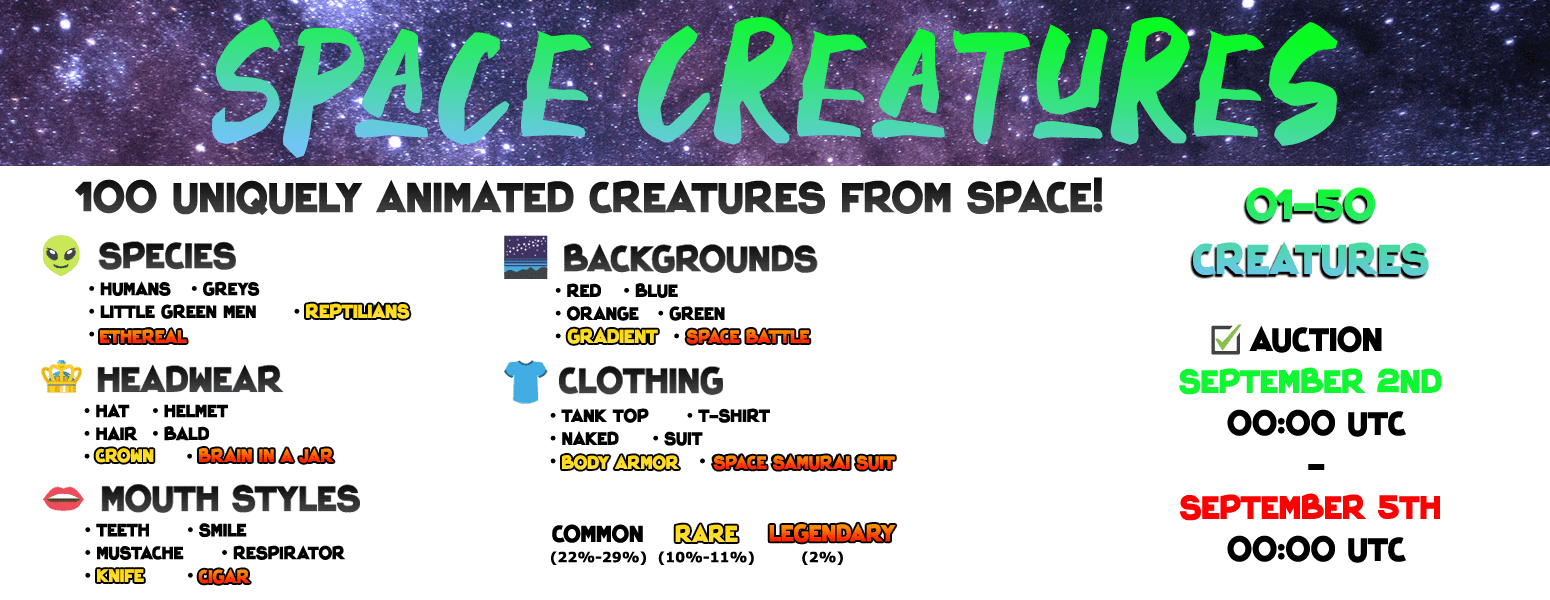 SPACE CREATURES
100 UNIQUELY ANIMATED CREATURES FROM SPACE!
SPECIES
• HUMANS • GREYS
• LITTLE GREEN MEN • REPTILIANS
• ETHEREAL
HEADWEAR
• HAT • HELMET
• HAIR • BALD
• CROWN • BRAIN IN A JAR
MOUTH STYLES
• TEETH • SMILE
• MUSTACHE • RESPIRATOR
• KNIFE • CIGAR
BACKGROUNDS
• RED • BLUE
• ORANGE • GREEN
• GRADIENT • SPACE BATTLE
CLOTHING
• TANK TOP • T-SHIRT
• NAKED • SUIT
• BODY ARMOR • SPACE SAMURAI SUIT
COMMON RARE LEGENDARY
(22%-29%) (10%-11%) (2%)
01-50
CREATURES
AUCTION
SEPTEMBER 2ND
00:00 UTC
-
SEPTEMBER 5TH
00:00 UTC